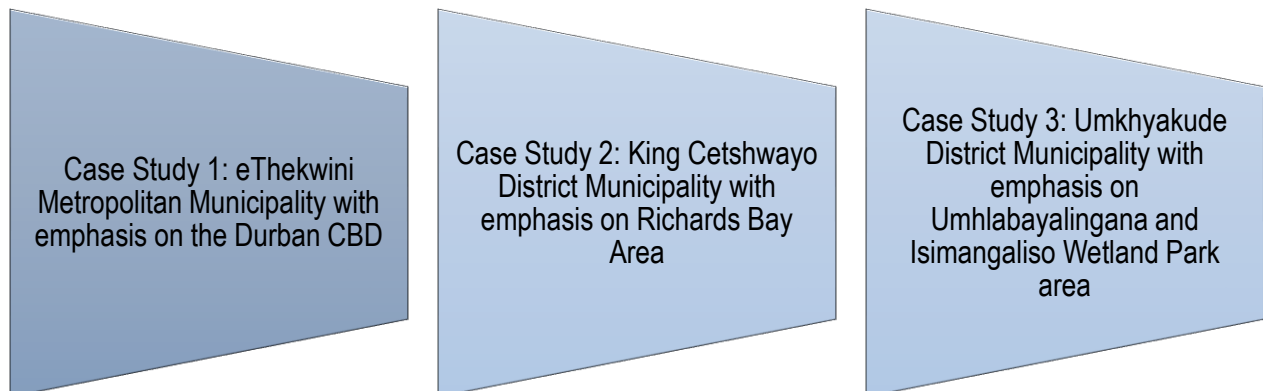 Case Study 1: eThekwini
Metropolitan Municipality with
emphasis on the Durban CBD
Case Study 2: King Cetshwayo
District Municipality with
emphasis on Richards Bay
Area
Case Study 3: Umkhyakude
District Municipality with
emphasis on
Umhlabayalingana and
Isimangaliso Wetland Park
area